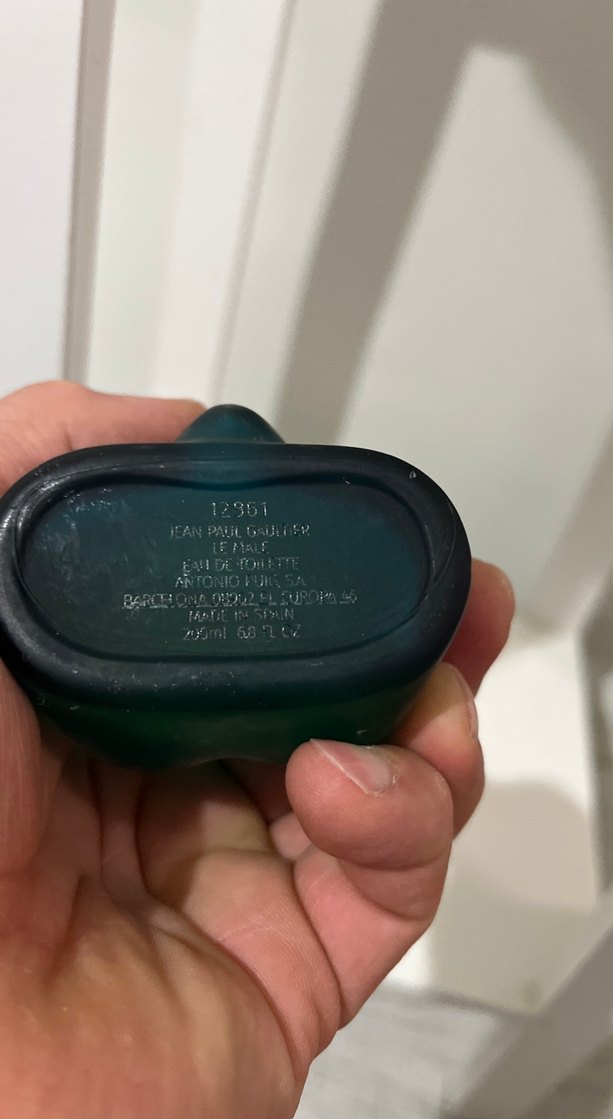 12361
JEAN PAUL GAULTIER
LE MALE
EAU DE TOILETTE
ANTONIO PUIG, S.A.
BARCELONA 08902 PL. EUROPA 46
MADE IN SPAIN
200ml 6.8 FL OZ